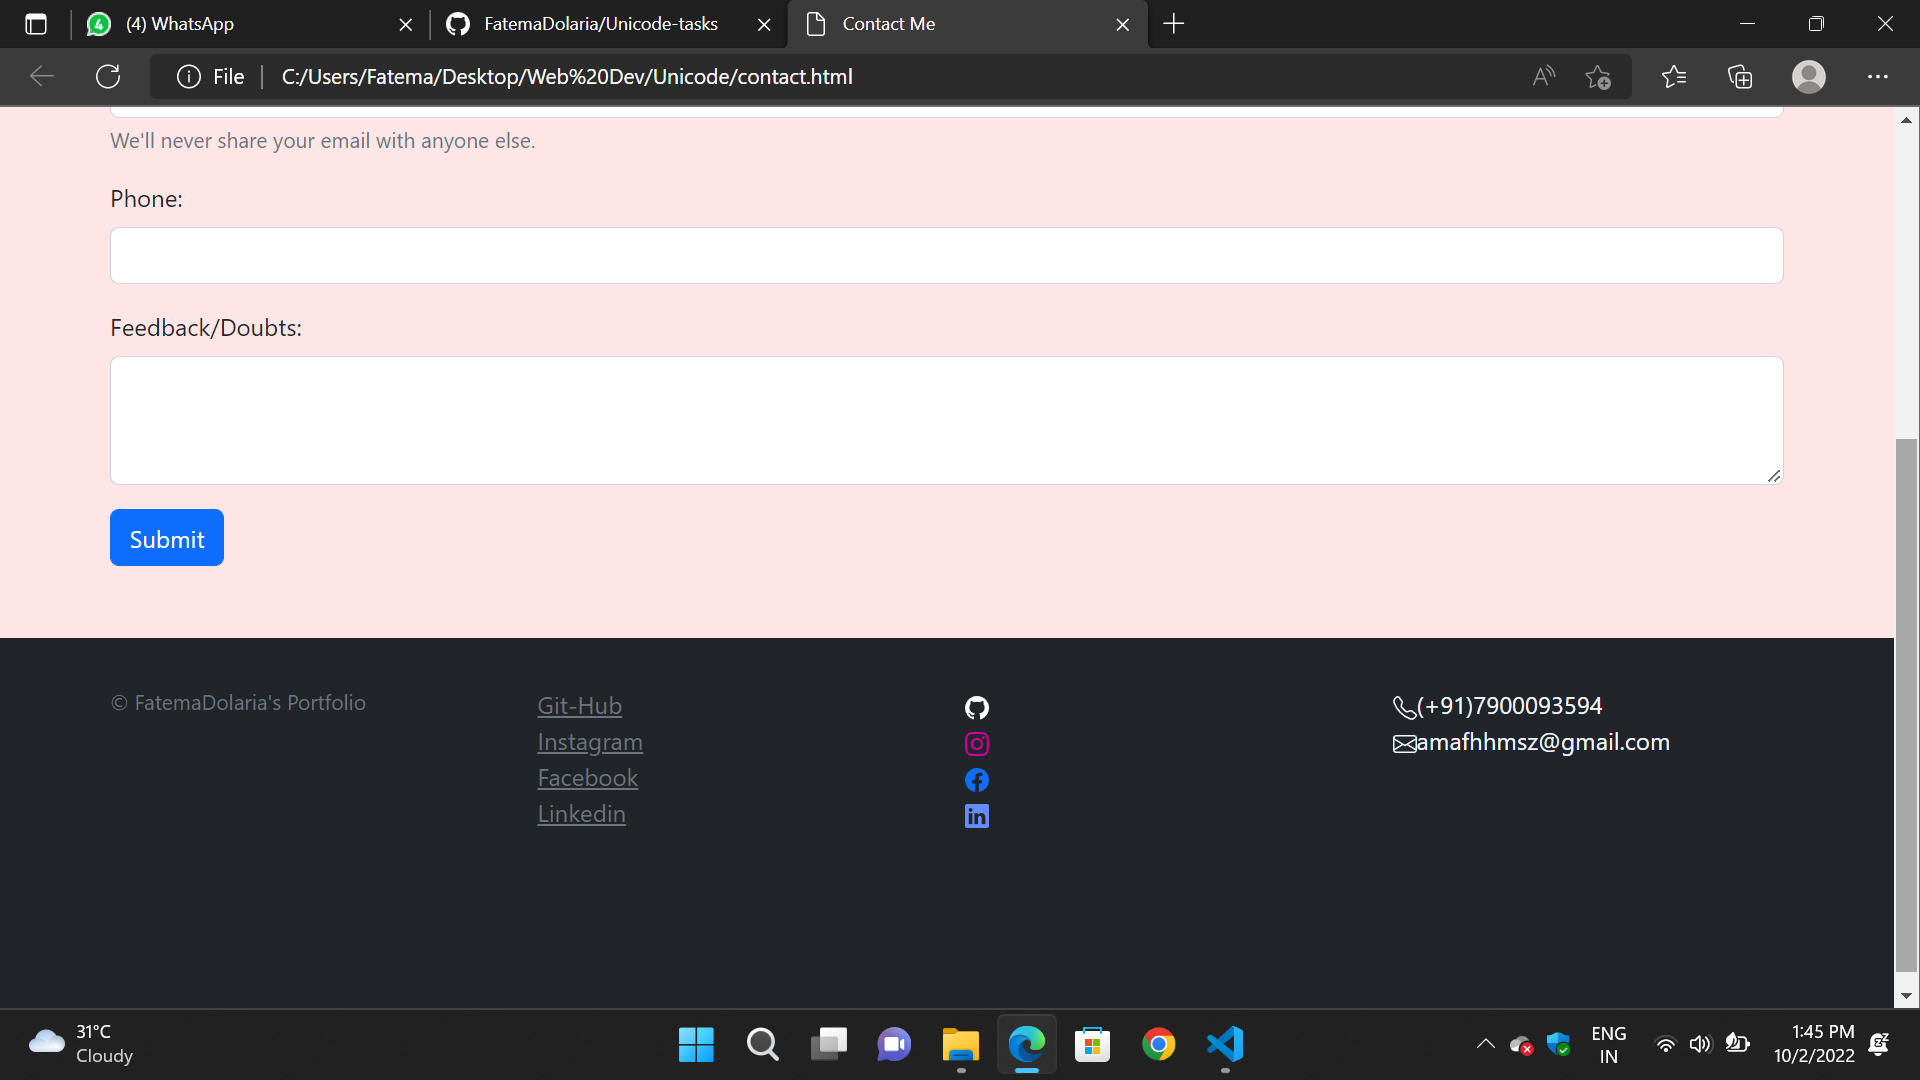 (4) WhatsApp
FatemaDolaria/Unicode-tasks
Contact Me
File
C:/Users/Fatema/Desktop/Web%20Dev/Unicode/contact.html
We'll never share your email with anyone else.
Phone:
Feedback/Doubts:
Submit
© FatemaDolaria's Portfolio
Git-Hub
Instagram
Facebook
Linkedin
(+91)7900093594
amafhhmsz@gmail.com
31°C
Cloudy
ENG
IN
1:45 PM
10/2/2022